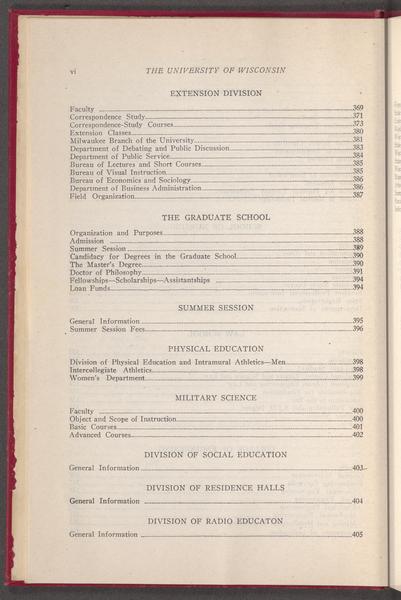 vi THE UNIVERSITY OF WISCONSIN
EXTENSION DIVISION
Faculty 369
Correspondence Study 371
Correspondence-Study Courses 373
Extension Classes 380
Milwaukee Branch of the University 381
Department of Debating and Public Discussion 383
Department of Public Service 384
Bureau of Lectures and Short Courses 385
Bureau of Visual Instruction 385
Bureau of Economics and Sociology 386
Department of Business Administration 386
Field Organization 387
THE GRADUATE SCHOOL
Organization and Purposes 388
Admission 388
Summer Session 389
Candidacy for Degrees in the Graduate School 390
The Master's Degree 390
Doctor of Philosophy 391
Fellowships—Scholarships—Assistantships 394
Loan Funds 394
SUMMER SESSION
General Information 395
Summer Session Fees 396
PHYSICAL EDUCATION
Division of Physical Education and Intramural Athletics—Men 398
Intercollegiate Athletics 398
Women's Department 399
MILITARY SCIENCE
Faculty 400
Object and Scope of Instruction 400
Basic Courses 401
Advanced Courses 402
DIVISION OF SOCIAL EDUCATION
General Information 403
DIVISION OF RESIDENCE HALLS
General Information 404
DIVISION OF RADIO EDUCATON
General Information 405